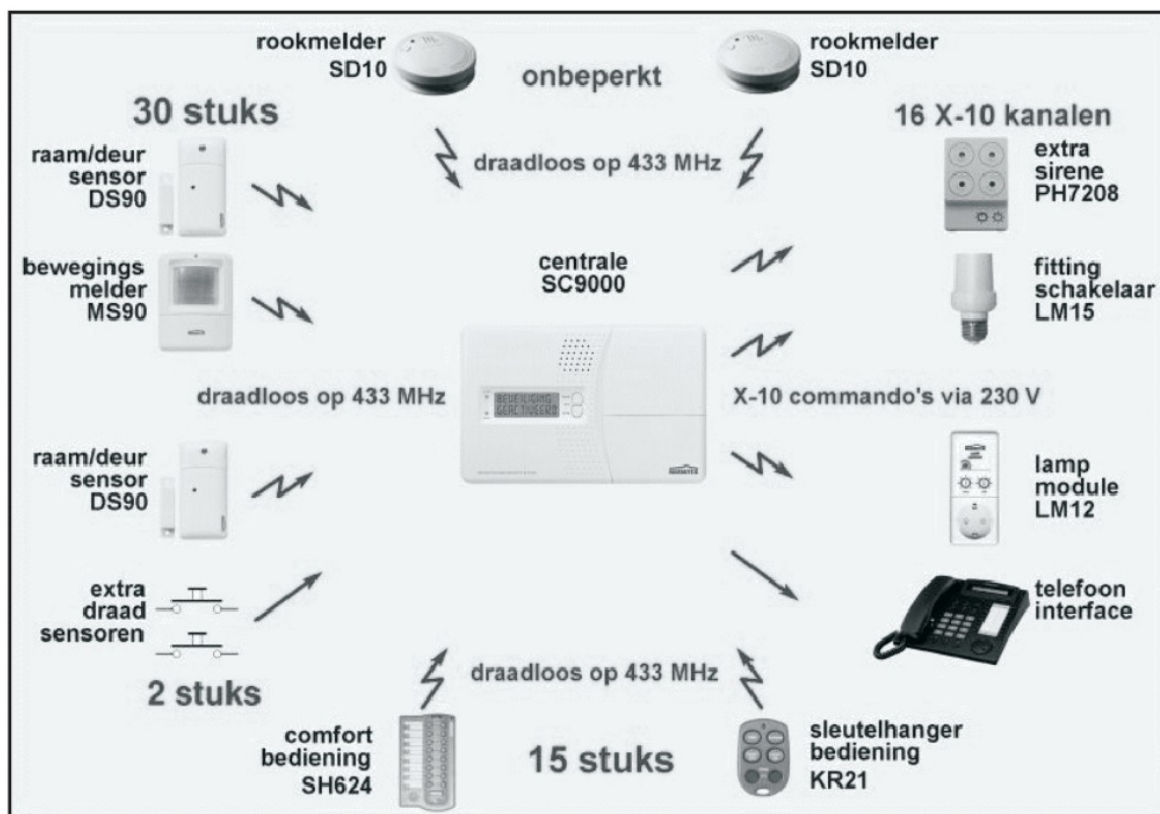 rookmelder
SD10
onbeperkt
rookmelder
SD10
30 stuks
16 X-10 kanalen
raam/deur
sensor
DS90
draadloos op 433 MHz
extra
sirene
PH7208
bewegings
melder
MS90
centrale
SC9000
fitting
schakelaar
LM15
draadloos op 433 MHz
BEVEILIGING
GEACTIVEERD
X-10 commando's via 230 V
raam/deur
sensor
DS90
lamp
module
LM12
extra
draad
sensoren
telefoon
interface
2 stuks
draadloos op 433 MHz
comfort
bediening
SH624
15 stuks
sleutelhanger
bediening
KR21